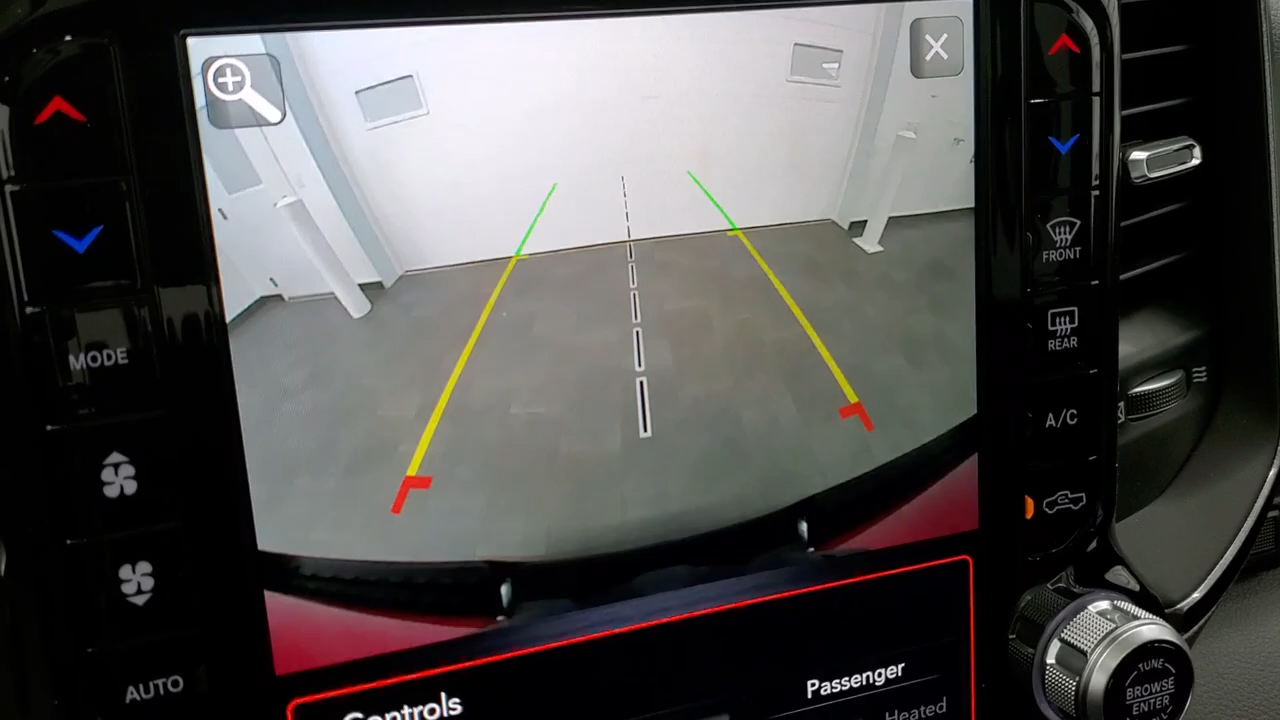 MODE
AUTO
FRONT
REAR
A/C
Controls
Passenger
Heated
TUNE
BROWSE
ENTER